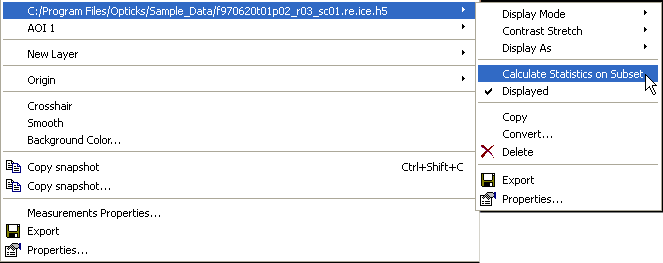 C:/Program Files/Opticks/Sample_Data/f970620t01p02_r03_sc01.re.ice.h5
AOI 1
New Layer
Origin
Crosshair
Smooth
Background Color...
Copy snapshot Ctrl+Shift+C
Copy snapshot...
Measurements Properties...
Export
Properties...
Display Mode
Contrast Stretch
Display As
Calculate Statistics on Subset
Displayed
Copy
Convert...
Delete
Export
Properties...